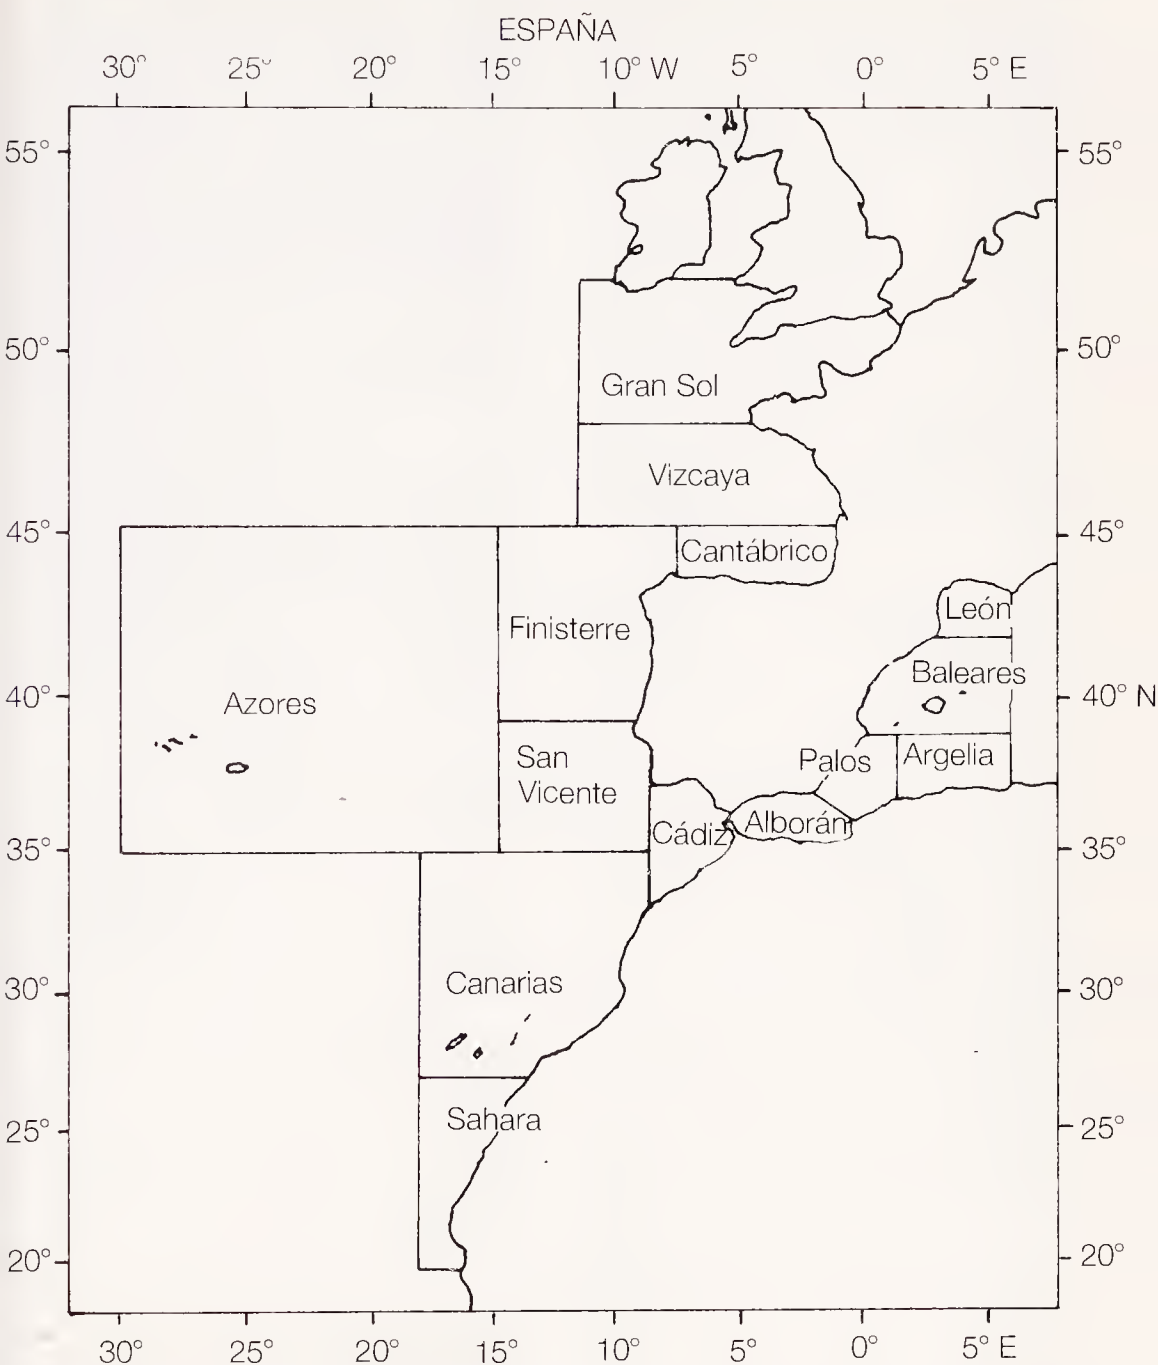 ESPAÑA
30° 25° 20° 15° 10° W 5° 0° 5° E
55° 55°
50° 50°
Gran Sol
Vizcaya
45° 45°
Cantábrico
León
Finisterre
Baleares
40° 40° N
Azores
San
Vicente
Palos
Argelia
Cádiz
Alborán
35° 35°
Canarias
30° 30°
Sahara
25° 25°
20° 20°
30° 25° 20° 15° 10° 5° 0° 5° E